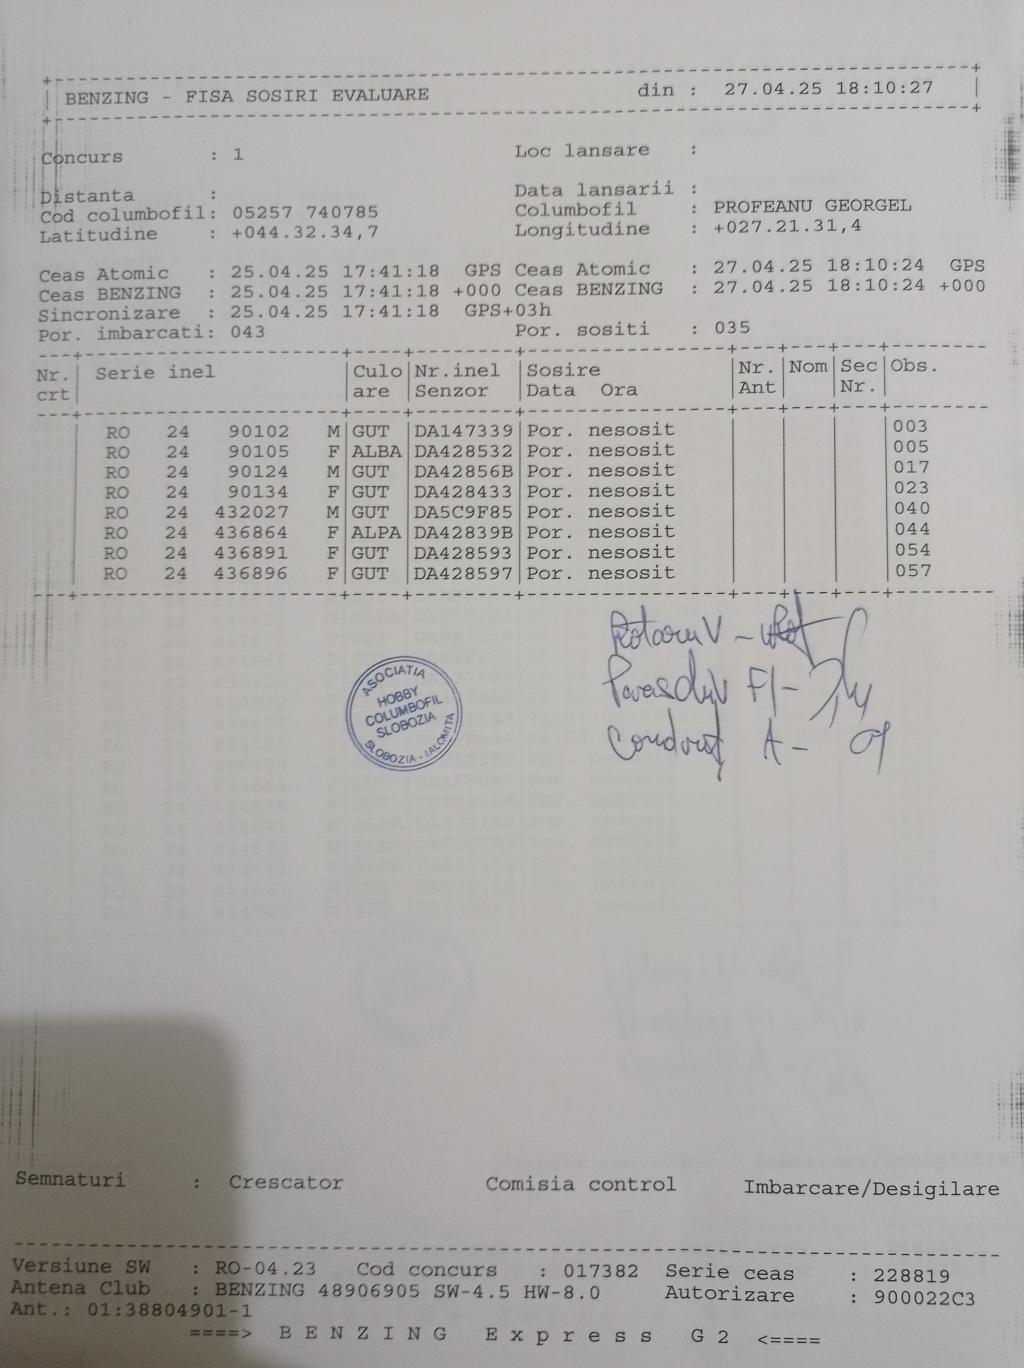 BENZING - FISA SOSIRI EVALUARE din : 27.04.25 18:10:27
Concurs : 1 Loc lansare :
Distanta : Data lansarii :
Cod columbofil: 05257 740785 Columbofil : PROFEANU GEORGEL
Latitudine : +044.32.34,7 Longitudine : +027.21.31,4
Ceas Atomic : 25.04.25 17:41:18 GPS Ceas Atomic : 27.04.25 18:10:24 GPS
Ceas BENZING : 25.04.25 17:41:18 +000 Ceas BENZING : 27.04.25 18:10:24 +000
Sincronizare : 25.04.25 17:41:18 GPS+03h
Por. imbarcati: 043 Por. sositi : 035
Nr. Serie inel Culo Nr.inel Sosire Nr. Nom Sec Obs.
crt are Senzor Data Ora Ant Nr.
RO 24 90102 M GUT DA147339 Por. nesosit 003
RO 24 90105 F ALBA DA428532 Por. nesosit 005
RO 24 90124 M GUT DA42856B Por. nesosit 017
RO 24 90134 F GUT DA428433 Por. nesosit 023
RO 24 432027 M GUT DA5C9F85 Por. nesosit 040
RO 24 436864 F ALPA DA42839B Por. nesosit 044
RO 24 436891 F GUT DA428593 Por. nesosit 054
RO 24 436896 F GUT DA428597 Por. nesosit 057
ASOCIATIA
HOBBY
COLUMBOFIL
SLOBOZIA
SLOBOZIA - IALOMITA
Semnaturi : Crescator Comisia control Imbarcare/Desigilare
Versiune SW : RO-04.23 Cod concurs : 017382 Serie ceas : 228819
Antena Club : BENZING 48906905 SW-4.5 HW-8.0 Autorizare : 900022C3
Ant.: 01:38804901-1
====> B E N Z I N G E x p r e s s G 2 <====